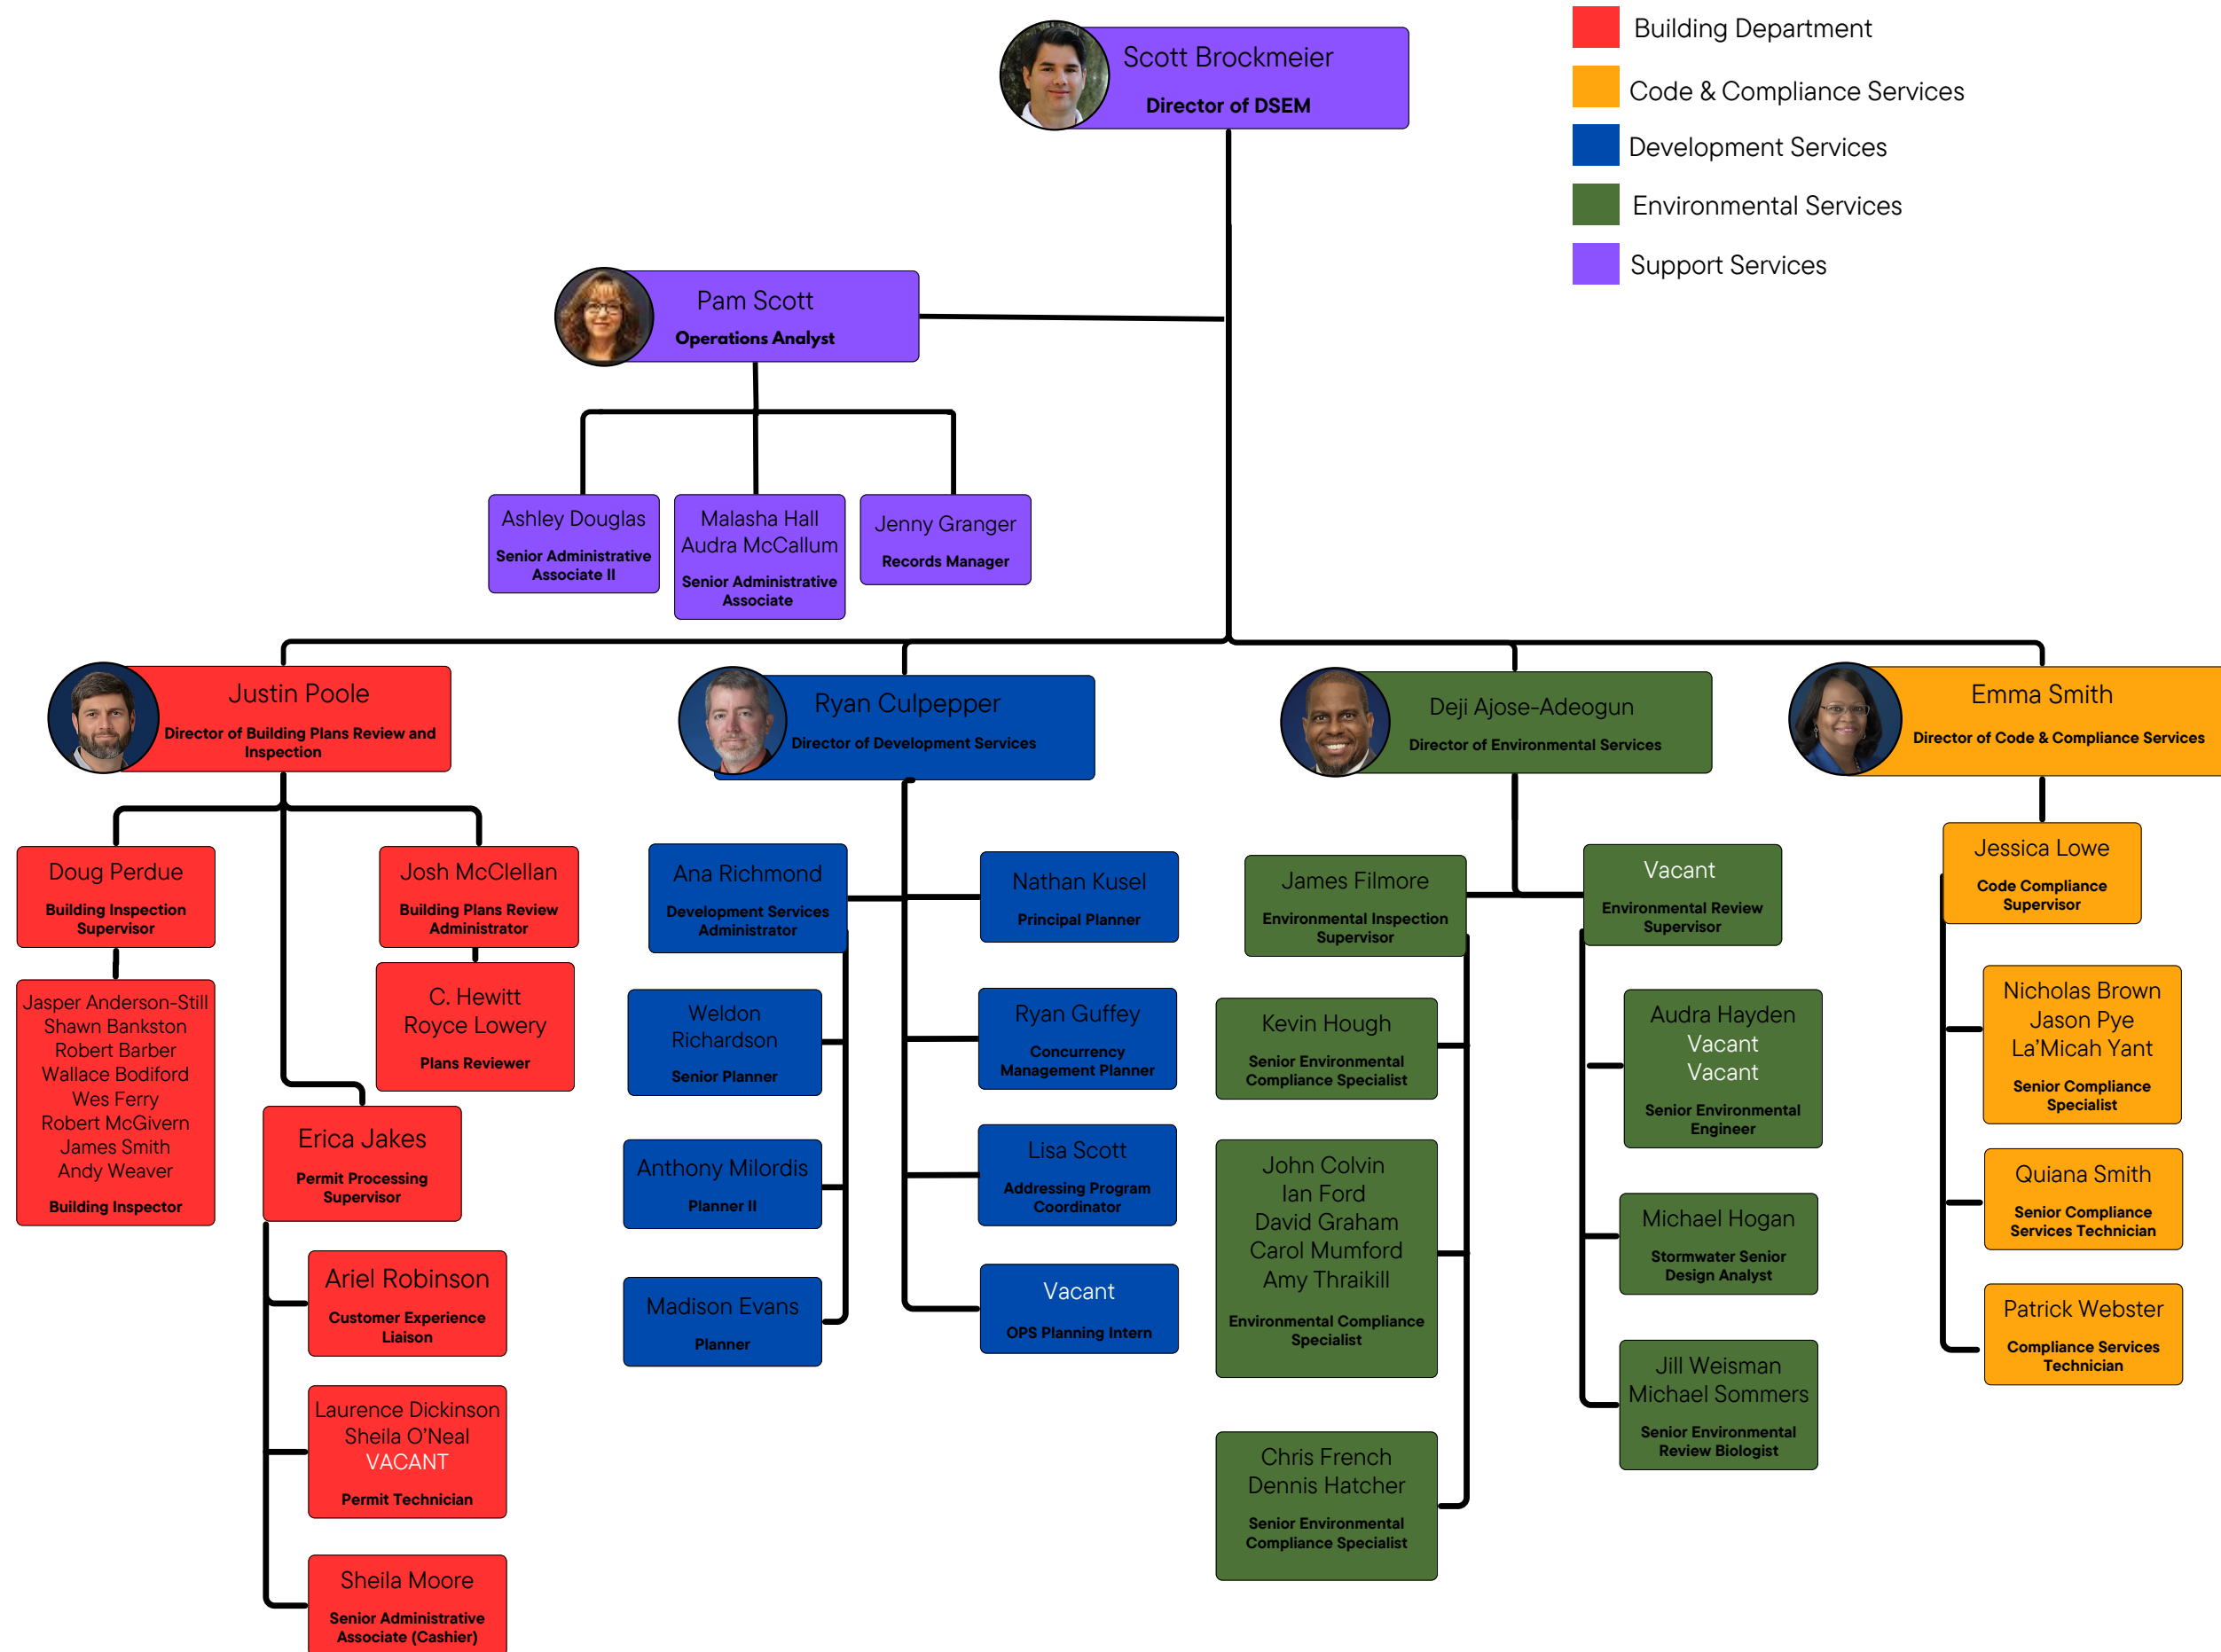 Building Department
Code & Compliance Services
Development Services
Environmental Services
Support Services
Scott Brockmeier
Director of DSEM
Pam Scott
Operations Analyst
Ashley Douglas
Senior Administrative
Associate II
Malasha Hall
Audra McCallum
Senior Administrative
Associate
Jenny Granger
Records Manager
Justin Poole
Director of Building Plans Review and
Inspection
Doug Perdue
Building Inspection
Supervisor
Jasper Anderson-Still
Shawn Bankston
Robert Barber
Wallace Bodiford
Wes Ferry
Robert McGivern
James Smith
Andy Weaver
Building Inspector
Josh McClellan
Building Plans Review
Administrator
C. Hewitt
Royce Lowery
Plans Reviewer
Erica Jakes
Permit Processing
Supervisor
Ariel Robinson
Customer Experience
Liaison
Laurence Dickinson
Sheila O'Neal
VACANT
Permit Technician
Sheila Moore
Senior Administrative
Associate (Cashier)
Ryan Culpepper
Director of Development Services
Ana Richmond
Development Services
Administrator
Weldon
Richardson
Senior Planner
Anthony Milordis
Planner II
Madison Evans
Planner
Nathan Kusel
Principal Planner
Ryan Guffey
Concurrency
Management Planner
Lisa Scott
Addressing Program
Coordinator
Vacant
OPS Planning Intern
Deji Ajose-Adeogun
Director of Environmental Services
James Filmore
Environmental Inspection
Supervisor
Kevin Hough
Senior Environmental
Compliance Specialist
John Colvin
Ian Ford
David Graham
Carol Mumford
Amy Thraikill
Environmental Compliance
Specialist
Chris French
Dennis Hatcher
Senior Environmental
Compliance Specialist
Vacant
Environmental Review
Supervisor
Audra Hayden
Vacant
Vacant
Senior Environmental
Engineer
Michael Hogan
Stormwater Senior
Design Analyst
Jill Weisman
Michael Sommers
Senior Environmental
Review Biologist
Emma Smith
Director of Code & Compliance Services
Jessica Lowe
Code Compliance
Supervisor
Nicholas Brown
Jason Pye
La'Micah Yant
Senior Compliance
Specialist
Quiana Smith
Senior Compliance
Services Technician
Patrick Webster
Compliance Services
Technician